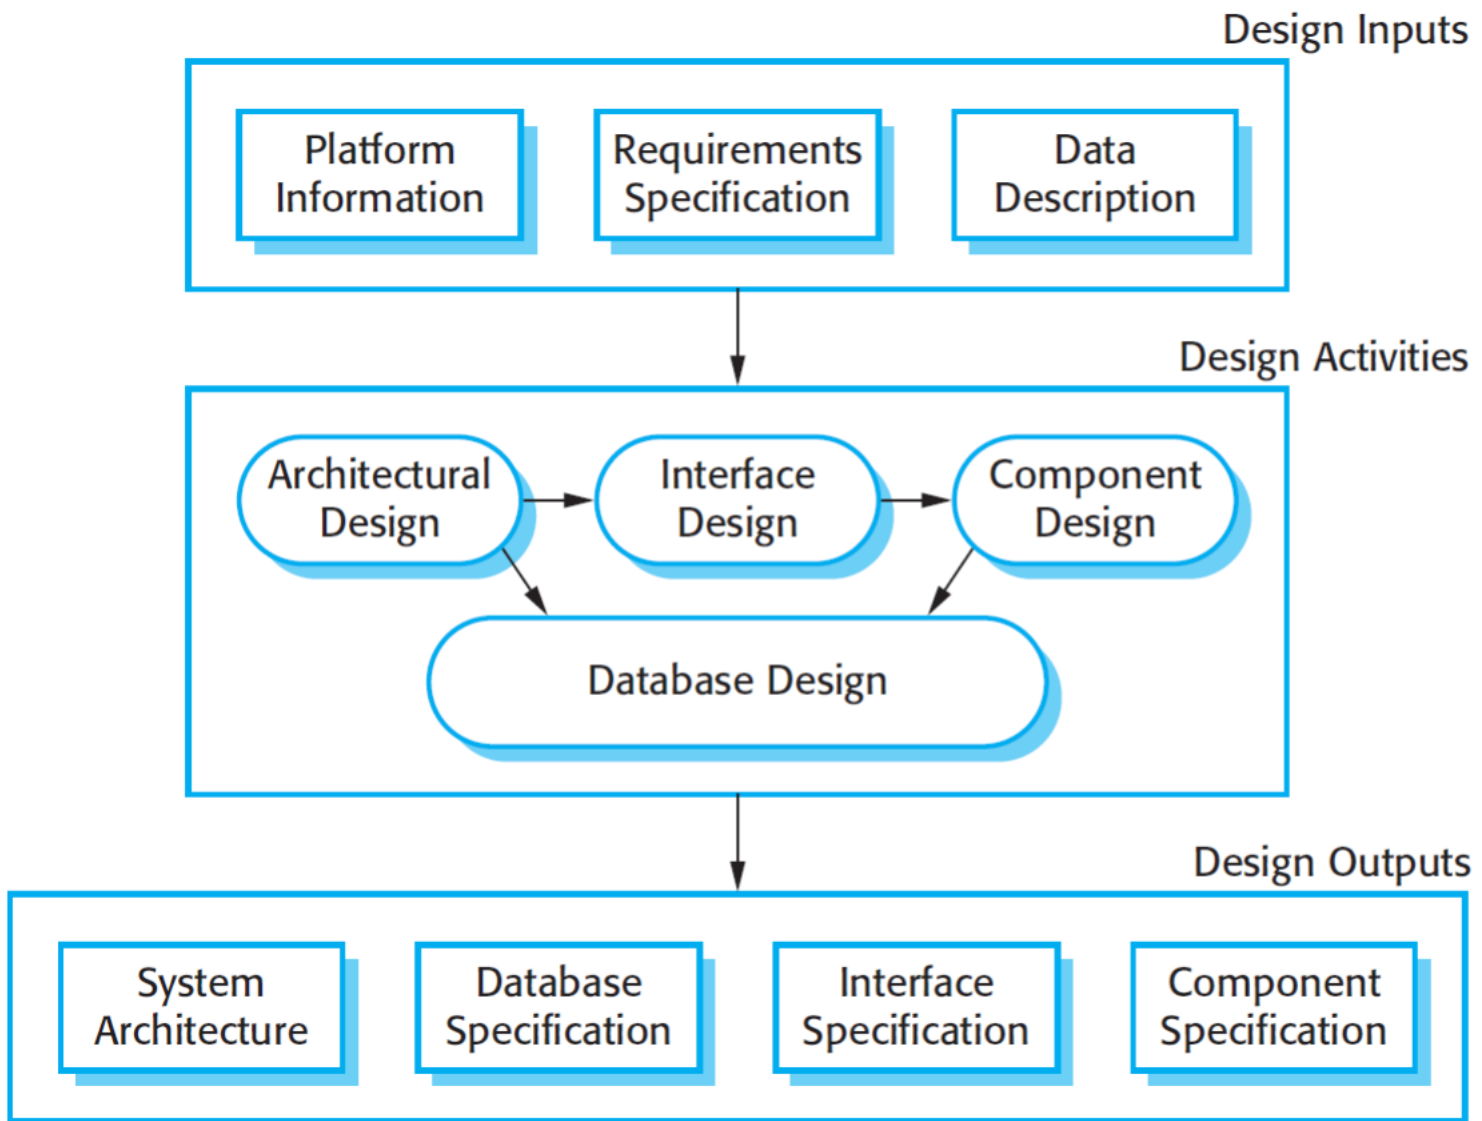 Design Inputs
Platform
Information
Requirements
Specification
Data
Description
Design Activities
Architectural
Design
Interface
Design
Component
Design
Database Design
Design Outputs
System
Architecture
Database
Specification
Interface
Specification
Component
Specification